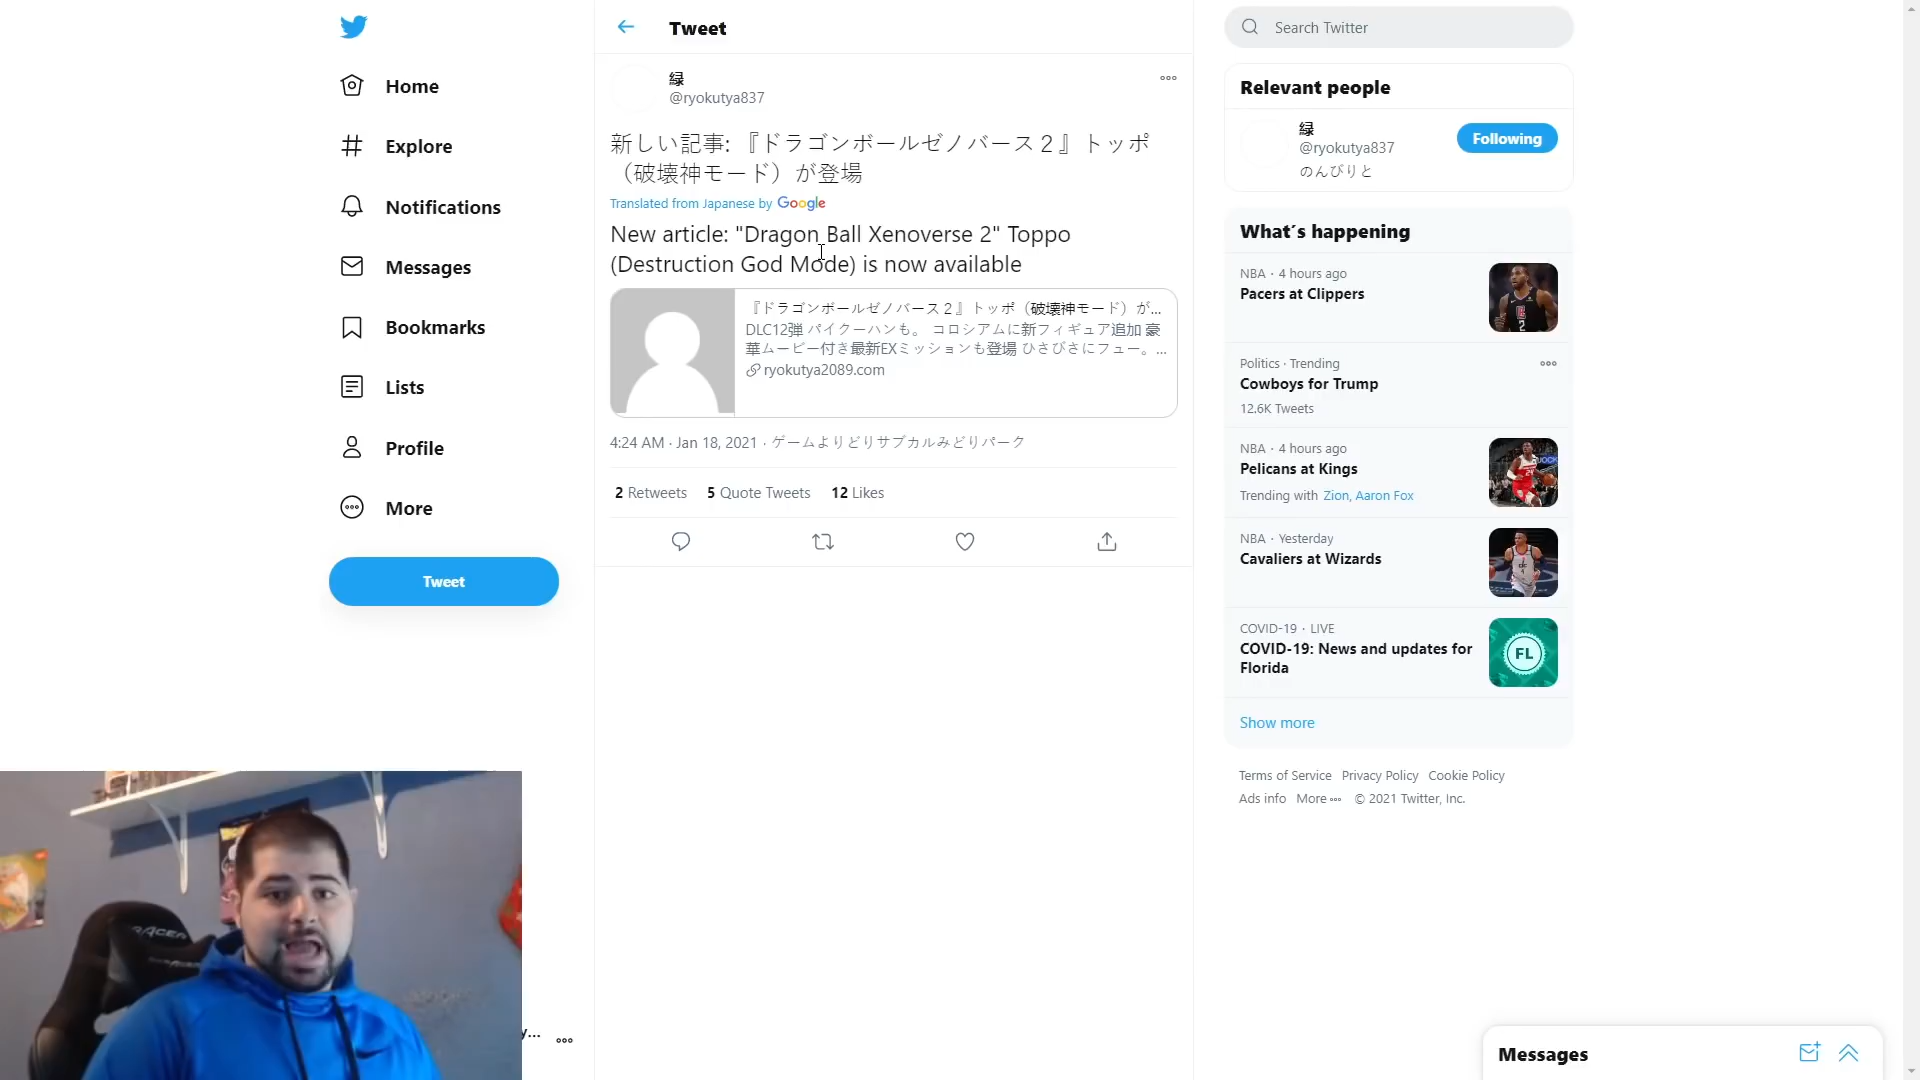 Home
Explore
Notifications
Messages
Bookmarks
Lists
Profile
More
Tweet
Tweet
緑
@ryokutya837
新しい記事: 『ドラゴンボールゼノバース２』トッポ
（破壊神モード）が登場
Translated from Japanese by Google
New article: "Dragon Ball Xenoverse 2" Toppo
(Destruction God Mode) is now available
『ドラゴンボールゼノバース２』トッポ（破壊神モード）が...
DLC12弾 パイクーハンも。 コロシアムに新フィギュア追加 豪
華ムービー付き最新EXミッションも登場 ひさびさにフュー。...
ryokutya2089.com
4:24 AM · Jan 18, 2021 · ゲームよりどりサブカルみどりパーク
2 Retweets 5 Quote Tweets 12 Likes
Search Twitter
Relevant people
緑
@ryokutya837
のんびりと
Following
What's happening
NBA · 4 hours ago
Pacers at Clippers
Politics · Trending
Cowboys for Trump
12.6K Tweets
NBA · 4 hours ago
Pelicans at Kings
Trending with Zion, Aaron Fox
NBA · Yesterday
Cavaliers at Wizards
COVID-19 · LIVE
COVID-19: News and updates for
Florida
FL
Show more
Terms of Service Privacy Policy Cookie Policy
Ads info More © 2021 Twitter, Inc.
y...
Messages